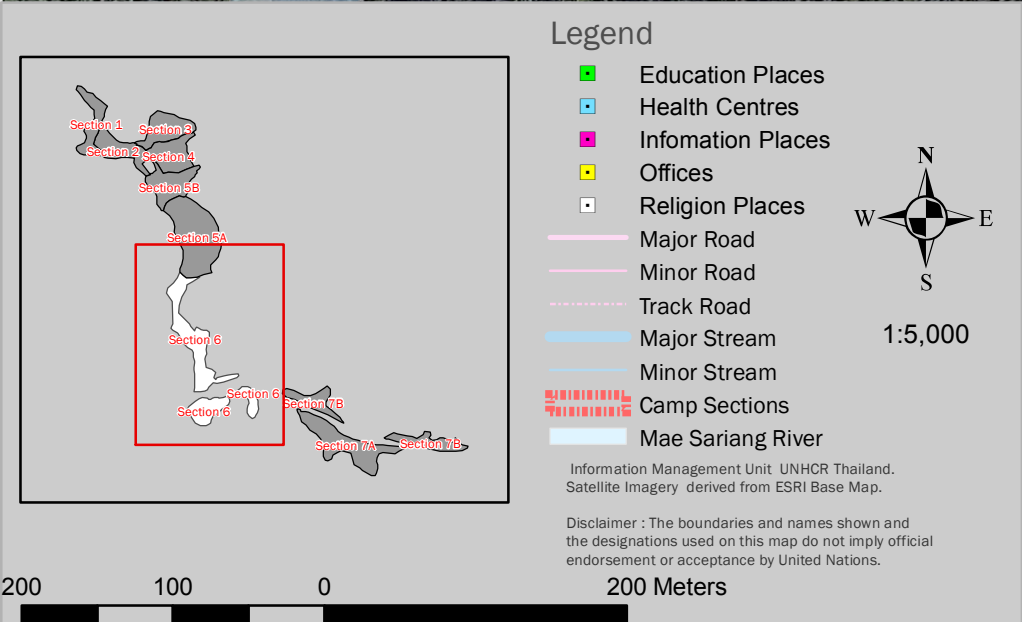 Section 1
Section 3
Section 2
Section 4
Section 5B
Section 5A
Section 6
Section 6
Section 6
Section 7B
Section 7A
Section 7B
Legend
Education Places
Health Centres
Infomation Places
Offices
Religion Places
Major Road
Minor Road
Track Road
Major Stream
Minor Stream
Camp Sections
Mae Sariang River
N
W
E
S
1:5,000
Information Management Unit UNHCR Thailand.
Satellite Imagery derived from ESRI Base Map.
Disclaimer : The boundaries and names shown and
the designations used on this map do not imply official
endorsement or acceptance by United Nations.
200 100 0 200 Meters